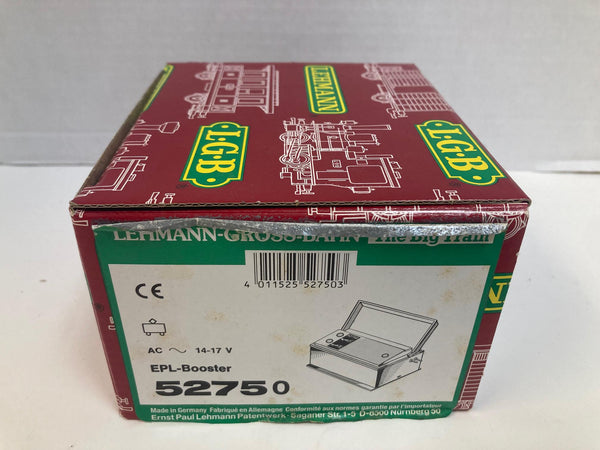 LEHMANN
L·G·B
L·G·B
LEHMANN-GROSS-BAHN The Big Train
4 011525 527503
CE
AC ~ 14-17 V
EPL-Booster
52750
Made in Germany Fabriqué en Allemagne Conformité aux normes garantie par l'importateur
Ernst Paul Lehmann Patentwerk · Saganer Str. 1-5 D-8500 Nürnberg 50